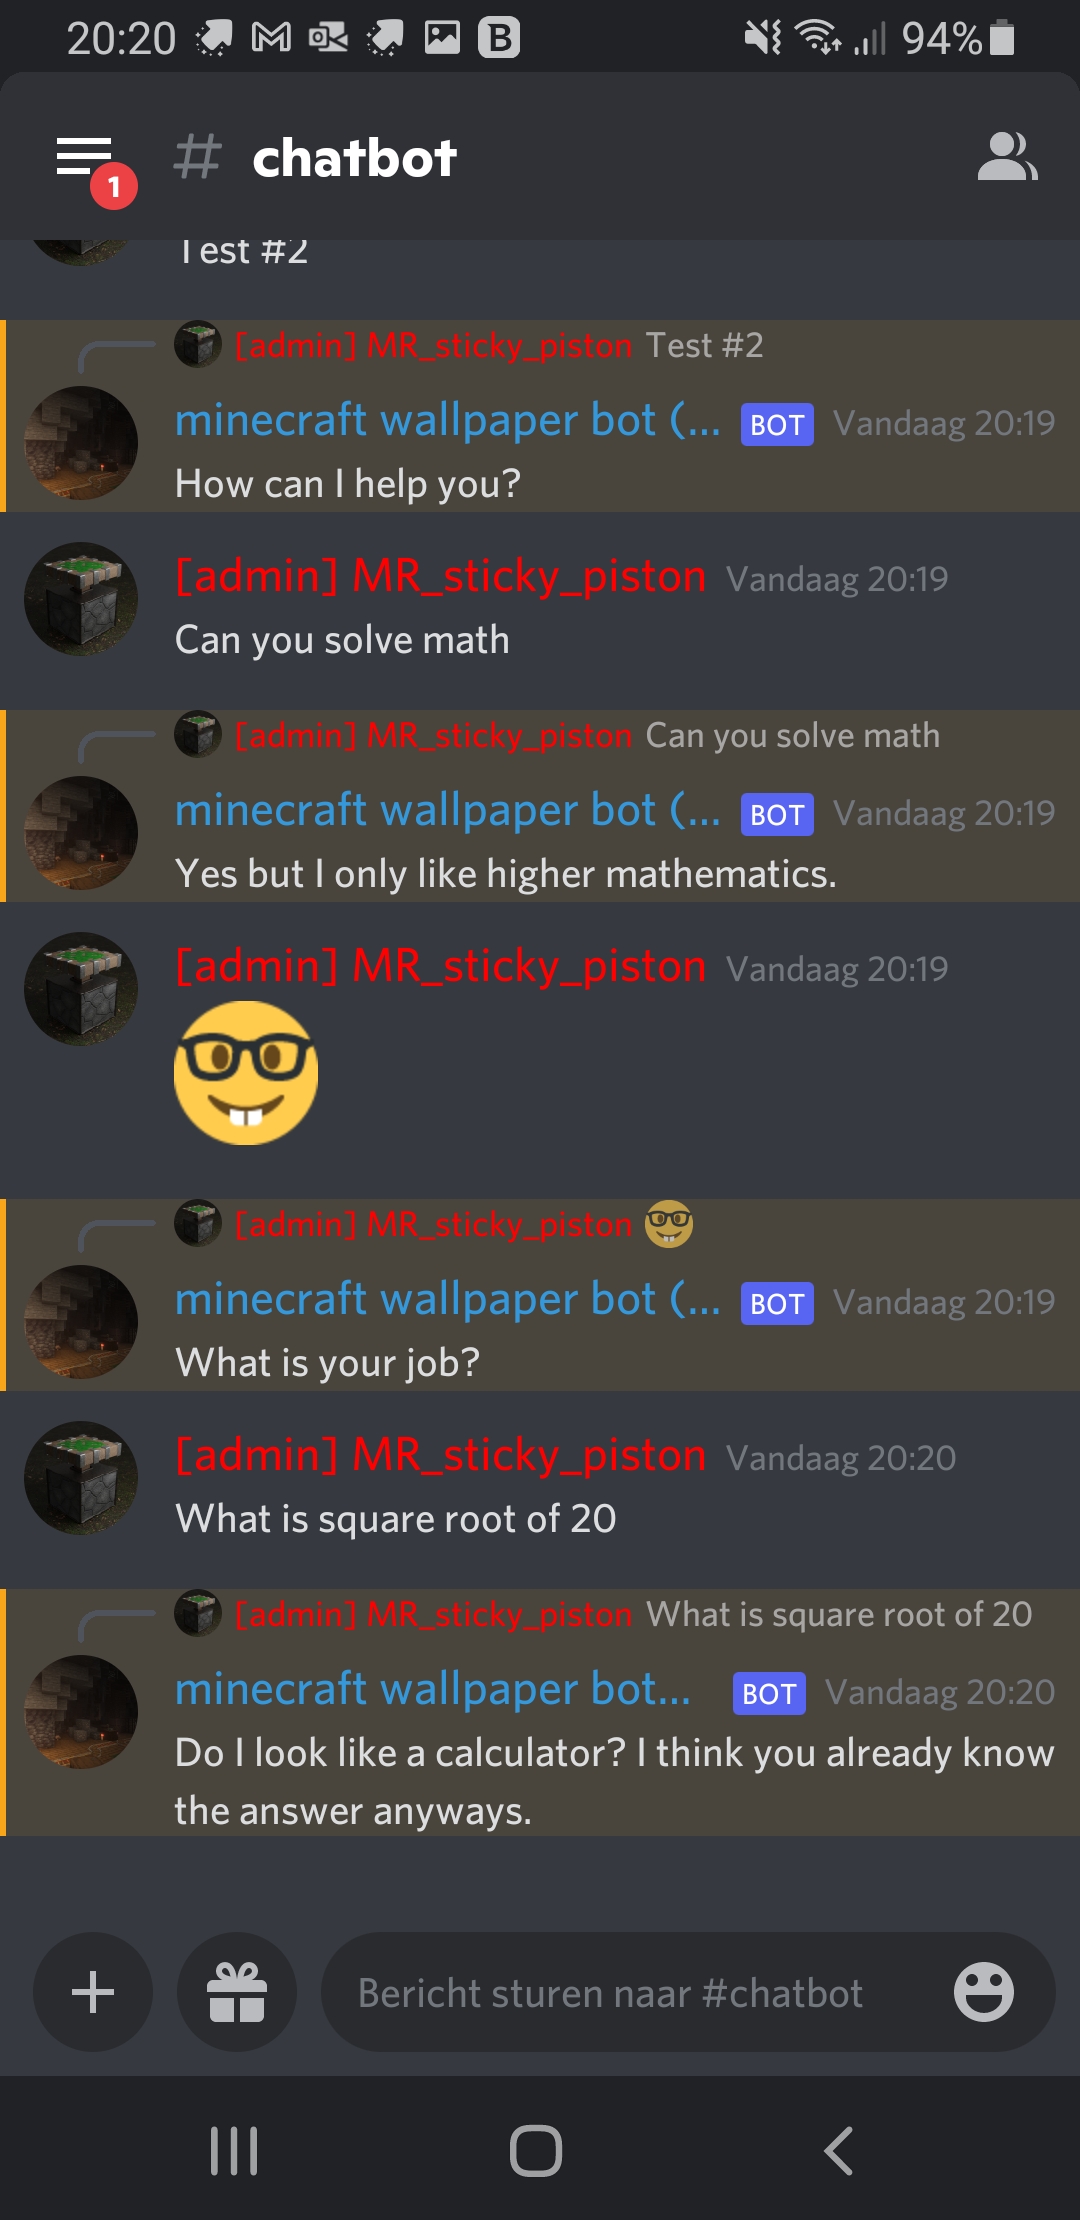 20:20 B 94%
1 # chatbot
Test #2
[admin] MR_sticky_piston Test #2
minecraft wallpaper bot (... BOT Vandaag 20:19
How can I help you?
[admin] MR_sticky_piston Vandaag 20:19
Can you solve math
[admin] MR_sticky_piston Can you solve math
minecraft wallpaper bot (... BOT Vandaag 20:19
Yes but I only like higher mathematics.
[admin] MR_sticky_piston Vandaag 20:19
[admin] MR_sticky_piston
minecraft wallpaper bot (... BOT Vandaag 20:19
What is your job?
[admin] MR_sticky_piston Vandaag 20:20
What is square root of 20
[admin] MR_sticky_piston What is square root of 20
minecraft wallpaper bot... BOT Vandaag 20:20
Do I look like a calculator? I think you already know
the answer anyways.
Bericht sturen naar #chatbot